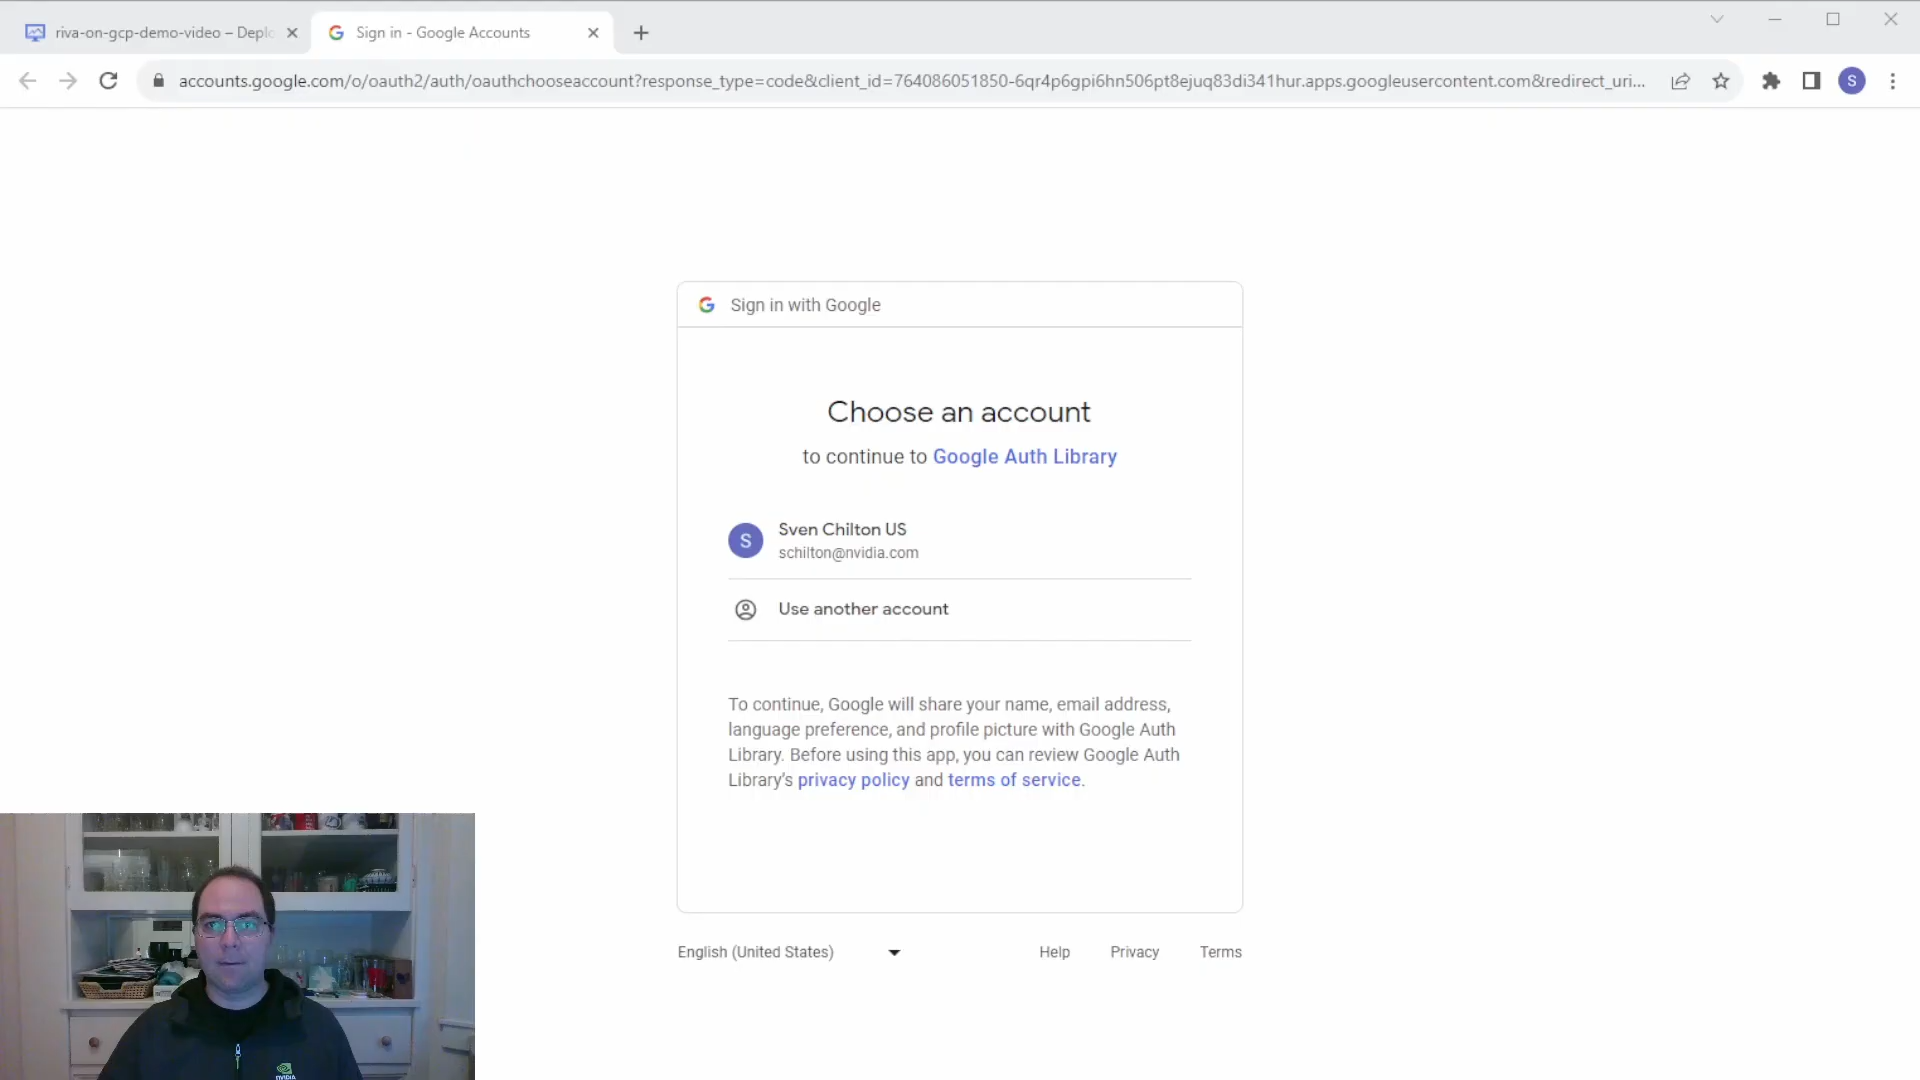 riva-on-gcp-demo-video – Deplo
Sign in - Google Accounts
accounts.google.com/o/oauth2/auth/oauthchooseaccount?response_type=code&client_id=764086051850-6qr4p6gpi6hn506pt8ejuq83di341hur.apps.googleusercontent.com&redirect_uri...
S
Sign in with Google
Choose an account
to continue to Google Auth Library
S
Sven Chilton US
schilton@nvidia.com
Use another account
To continue, Google will share your name, email address,
language preference, and profile picture with Google Auth
Library. Before using this app, you can review Google Auth
Library's privacy policy and terms of service.
English (United States)
Help
Privacy
Terms
NVIDIA